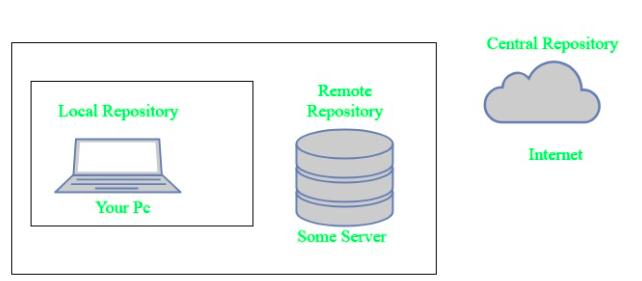 Central Repository
Remote
Repository
Local Repository
Internet
Your Pc
Some Server